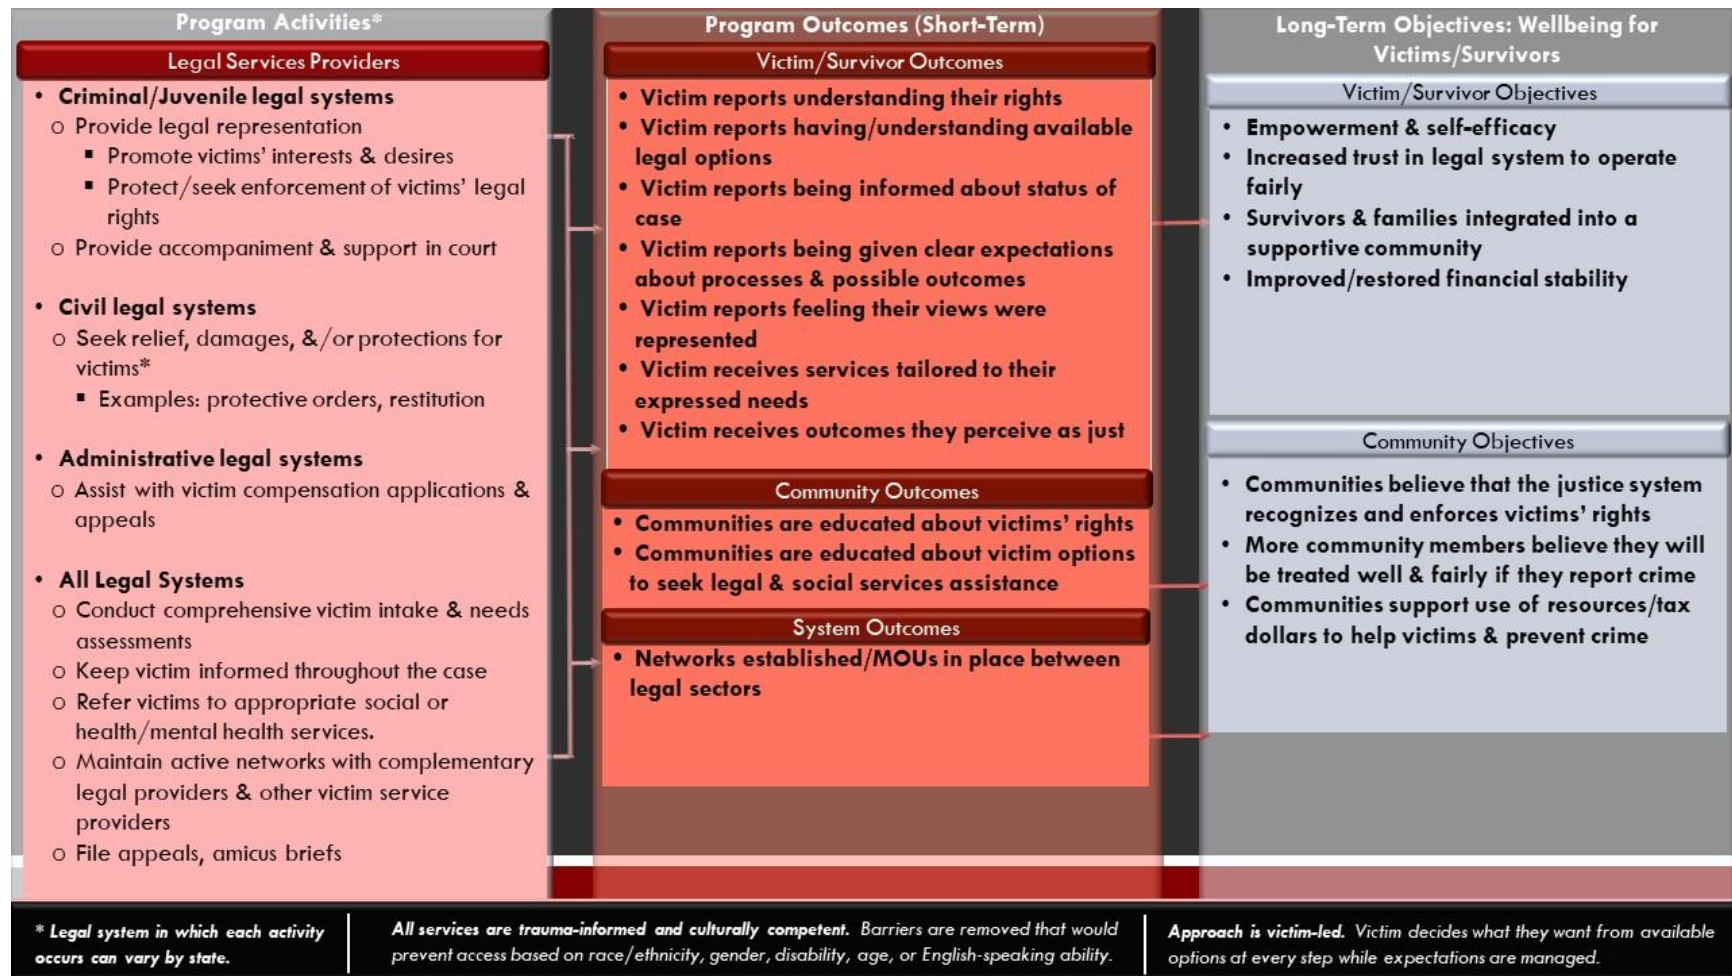 Program Activities*
Legal Services Providers
• Criminal/Juvenile legal systems
o Provide legal representation
▪ Promote victims' interests & desires
▪ Protect/seek enforcement of victims' legal
rights
o Provide accompaniment & support in court
• Civil legal systems
o Seek relief, damages, &/or protections for
victims*
▪ Examples: protective orders, restitution
• Administrative legal systems
o Assist with victim compensation applications &
appeals
• All Legal Systems
o Conduct comprehensive victim intake & needs
assessments
o Keep victim informed throughout the case
o Refer victims to appropriate social or
health/mental health services.
o Maintain active networks with complementary
legal providers & other victim service
providers
o File appeals, amicus briefs
Program Outcomes (Short-Term)
Victim/Survivor Outcomes
• Victim reports understanding their rights
• Victim reports having/understanding available
legal options
• Victim reports being informed about status of
case
• Victim reports being given clear expectations
about processes & possible outcomes
• Victim reports feeling their views were
represented
• Victim receives services tailored to their
expressed needs
• Victim receives outcomes they perceive as just
Community Outcomes
• Communities are educated about victims' rights
• Communities are educated about victim options
to seek legal & social services assistance
System Outcomes
• Networks established/MOUs in place between
legal sectors
Long-Term Objectives: Wellbeing for
Victims/Survivors
Victim/Survivor Objectives
• Empowerment & self-efficacy
• Increased trust in legal system to operate
fairly
• Survivors & families integrated into a
supportive community
• Improved/restored financial stability
Community Objectives
• Communities believe that the justice system
recognizes and enforces victims' rights
• More community members believe they will
be treated well & fairly if they report crime
• Communities support use of resources/tax
dollars to help victims & prevent crime
* Legal system in which each activity
occurs can vary by state.
All services are trauma-informed and culturally competent. Barriers are removed that would
prevent access based on race/ethnicity, gender, disability, age, or English-speaking ability.
Approach is victim-led. Victim decides what they want from available
options at every step while expectations are managed.